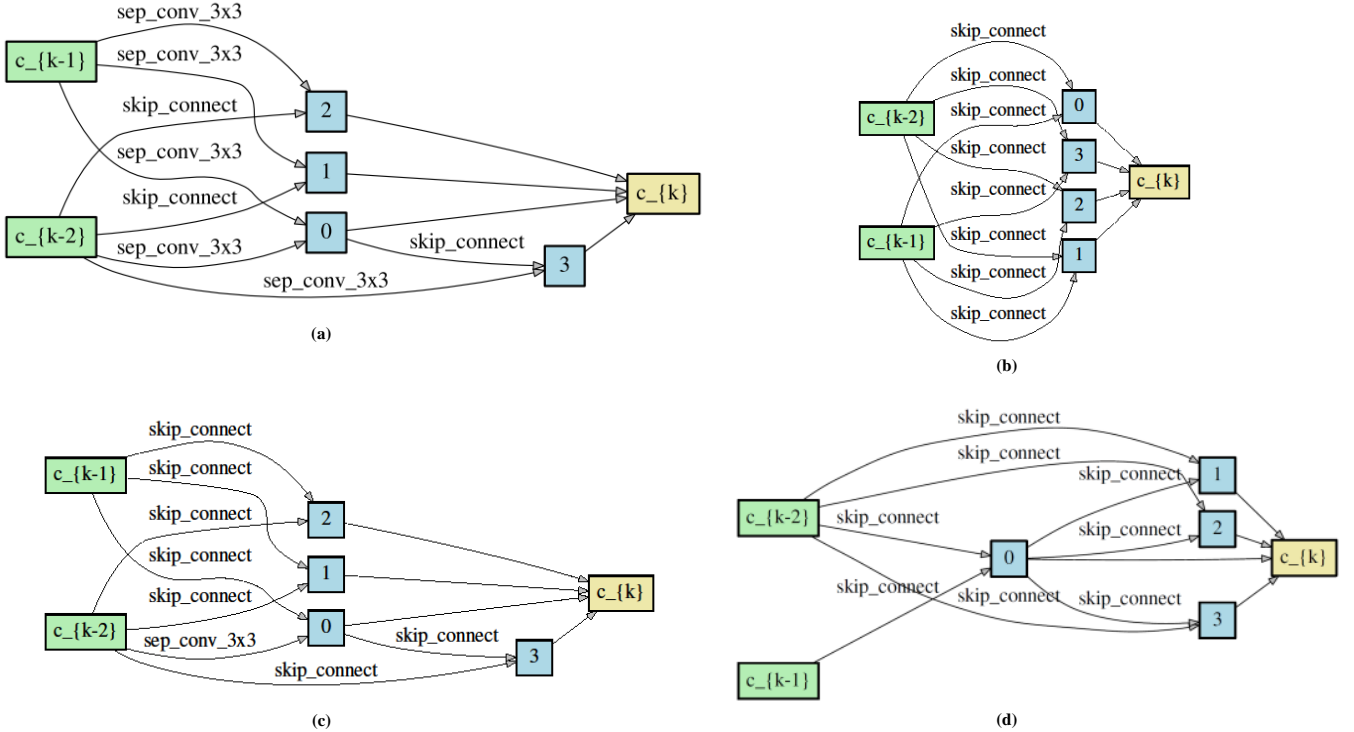 sep_conv_3x3
c_{k-1}
sep_conv_3x3
skip_connect
2
sep_conv_3x3
1
skip_connect
c_{k}
c_{k-2}
0
sep_conv_3x3
skip_connect
3
sep_conv_3x3
(a)
skip_connect
skip_connect
0
c_{k-2}
skip_connect
skip_connect
3
c_{k}
skip_connect
2
c_{k-1}
skip_connect
1
skip_connect
skip_connect
(b)
skip_connect
c_{k-1}
skip_connect
skip_connect
2
skip_connect
1
skip_connect
c_{k}
c_{k-2}
0
sep_conv_3x3
skip_connect
3
skip_connect
(c)
skip_connect
skip_connect
skip_connect
1
c_{k-2}
skip_connect
skip_connect
2
0
c_{k}
skip_connect
skip_connect
skip_connect
3
c_{k-1}
(d)